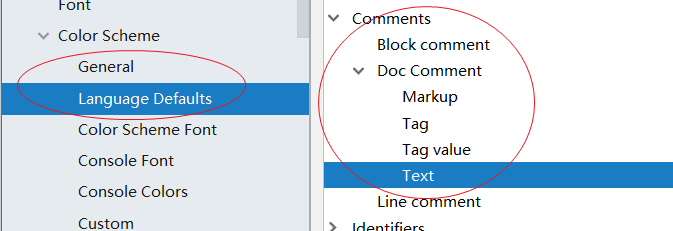 Font
Color Scheme
General
Language Defaults
Color Scheme Font
Console Font
Console Colors
Custom
Comments
Block comment
Doc Comment
Markup
Tag
Tag value
Text
Line comment
Identifiers